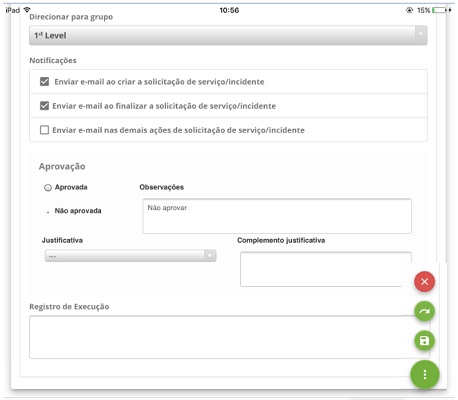 iPad
10:56
15%
Direcionar para grupo
1st Level
Notificações
Enviar e-mail ao criar a solicitação de serviço/incidente
Enviar e-mail ao finalizar a solicitação de serviço/incidente
Enviar e-mail nas demais ações de solicitação de serviço/incidente
Aprovação
Aprovada
Observações
Não aprovada
Não aprovar
Justificativa
Complemento justificativa
---
Registro de Execução